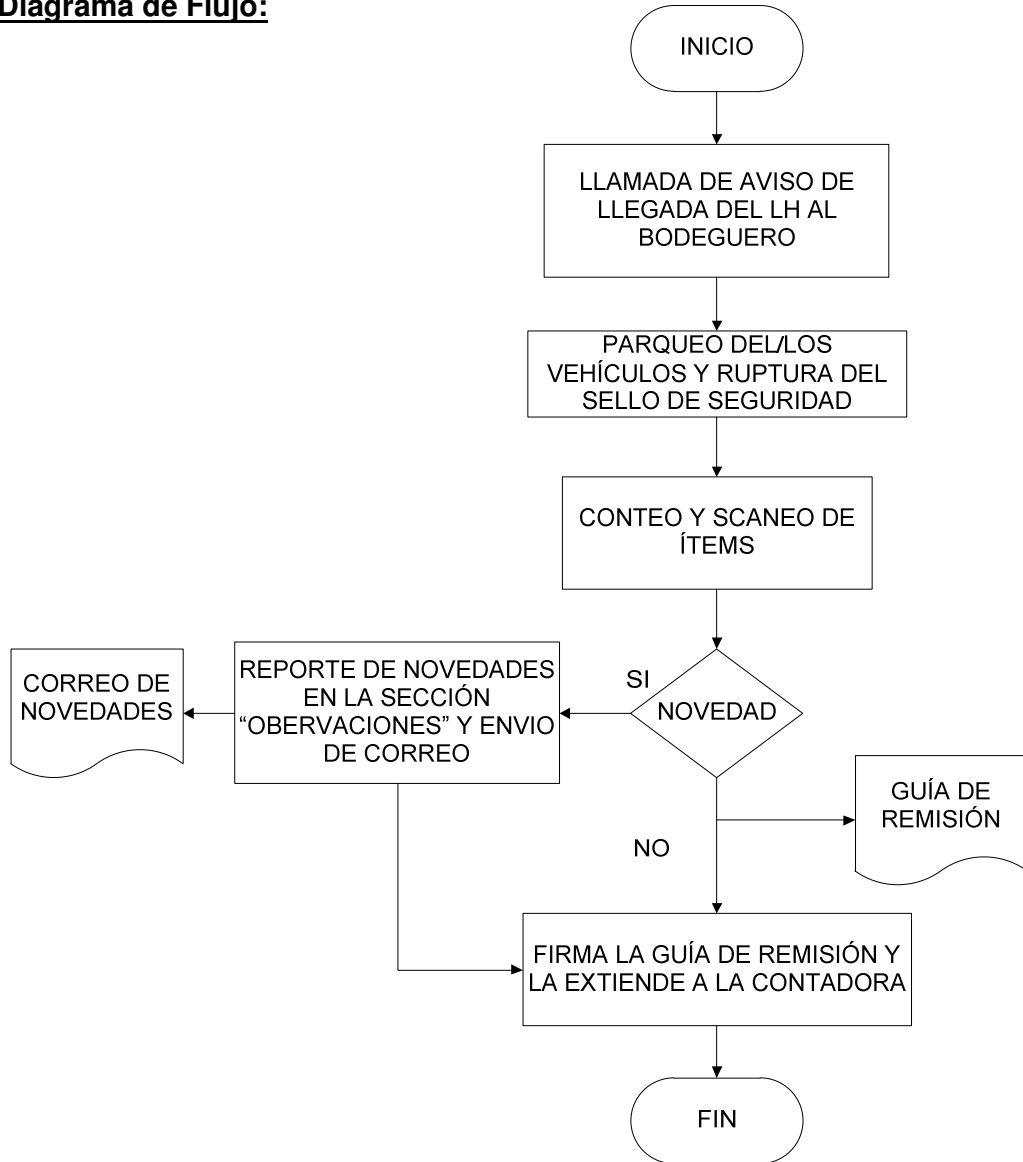 Diagrama de Flujo:
INICIO
LLAMADA DE AVISO DE
LLEGADA DEL LH AL
BODEGUERO
PARQUEO DEL/LOS
VEHÍCULOS Y RUPTURA DEL
SELLO DE SEGURIDAD
CONTEO Y SCANEO DE
ÍTEMS
NOVEDAD
SI
REPORTE DE NOVEDADES
EN LA SECCIÓN
“OBERVACIONES” Y ENVIO
DE CORREO
CORREO DE
NOVEDADES
NO
GUÍA DE
REMISIÓN
FIRMA LA GUÍA DE REMISIÓN Y
LA EXTIENDE A LA CONTADORA
FIN